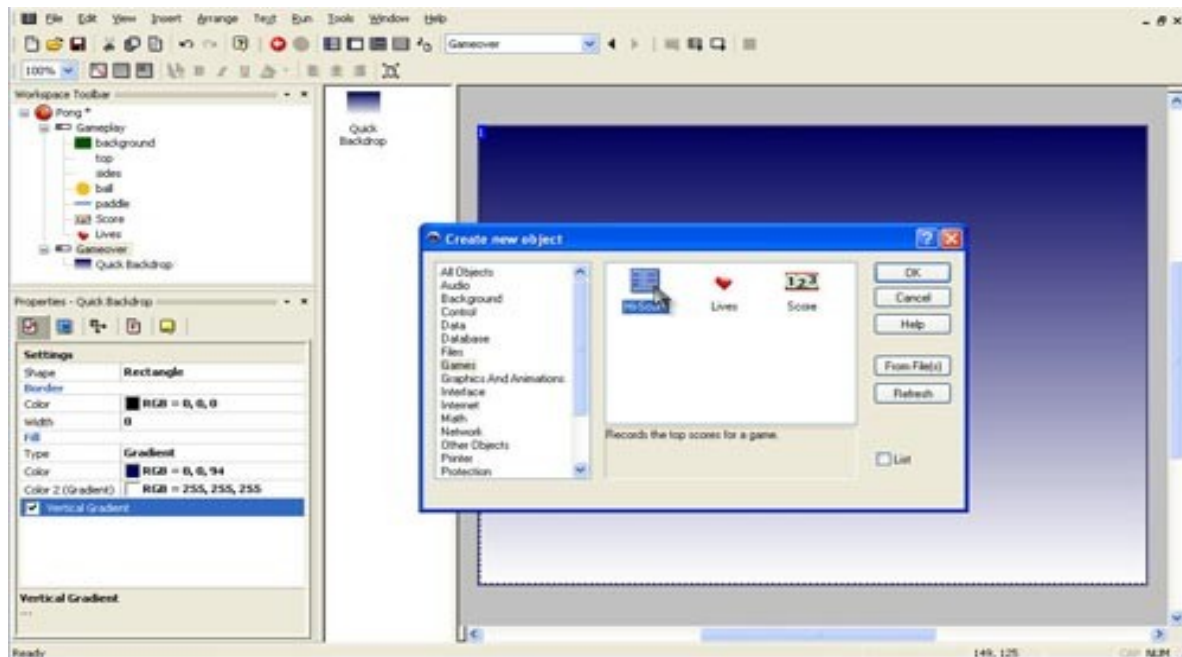 File Edit View Insert Arrange Text Run Tools Window Help
Gameover
100%
Workspace Toolbar
Pong *
Gameplay
background
top
sides
ball
paddle
Score
Lives
Gameover
Quick Backdrop
Properties - Quick Backdrop
Settings
Shape Rectangle
Border
Color RGB = 0, 0, 0
Width 0
Fill
Type Gradient
Color RGB = 0, 0, 94
Color 2 (Gradient) RGB = 255, 255, 255
Vertical Gradient
Vertical Gradient
...
Quick
Backdrop
1
Create new object
All Objects
Audio
Background
Control
Data
Database
Files
Games
Graphics And Animations
Interface
Internet
Math
Network
Other Objects
Printer
Protection
Lives
123
Score
Records the top scores for a game.
OK
Cancel
Help
From File(s)
Refresh
List
Ready
149, 125
CAP NUM